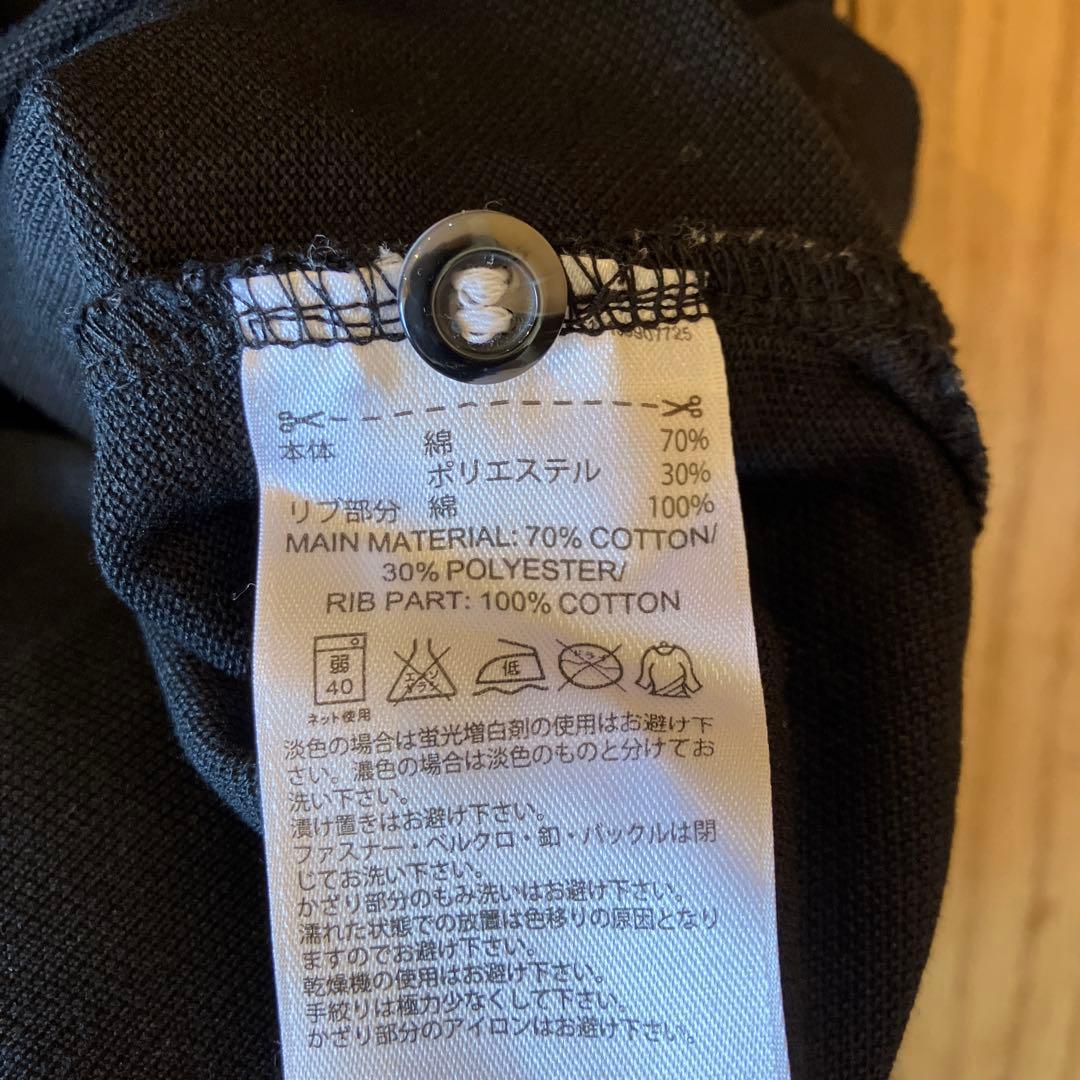 本体 綿 70%
ポリエステル 30%
リブ部分 綿 100%
MAIN MATERIAL: 70% COTTON/
30% POLYESTER/
RIB PART: 100% COTTON
弱 低 ドライ
40 エンソサラシ
ネット使用
淡色の場合は蛍光増白剤の使用はお避け下
さい。濃色の場合は淡色のものと分けてお
洗い下さい。
漬け置きはお避け下さい。
ファスナー・ベルクロ・釦・バックルは閉
じてお洗い下さい。
かざり部分のもみ洗いはお避け下さい。
濡れた状態での放置は色移りの原因となり
ますのでお避け下さい。
乾燥機の使用はお避け下さい。
手絞りは極力少なくして下さい。
かざり部分のアイロンはお避け下さい。